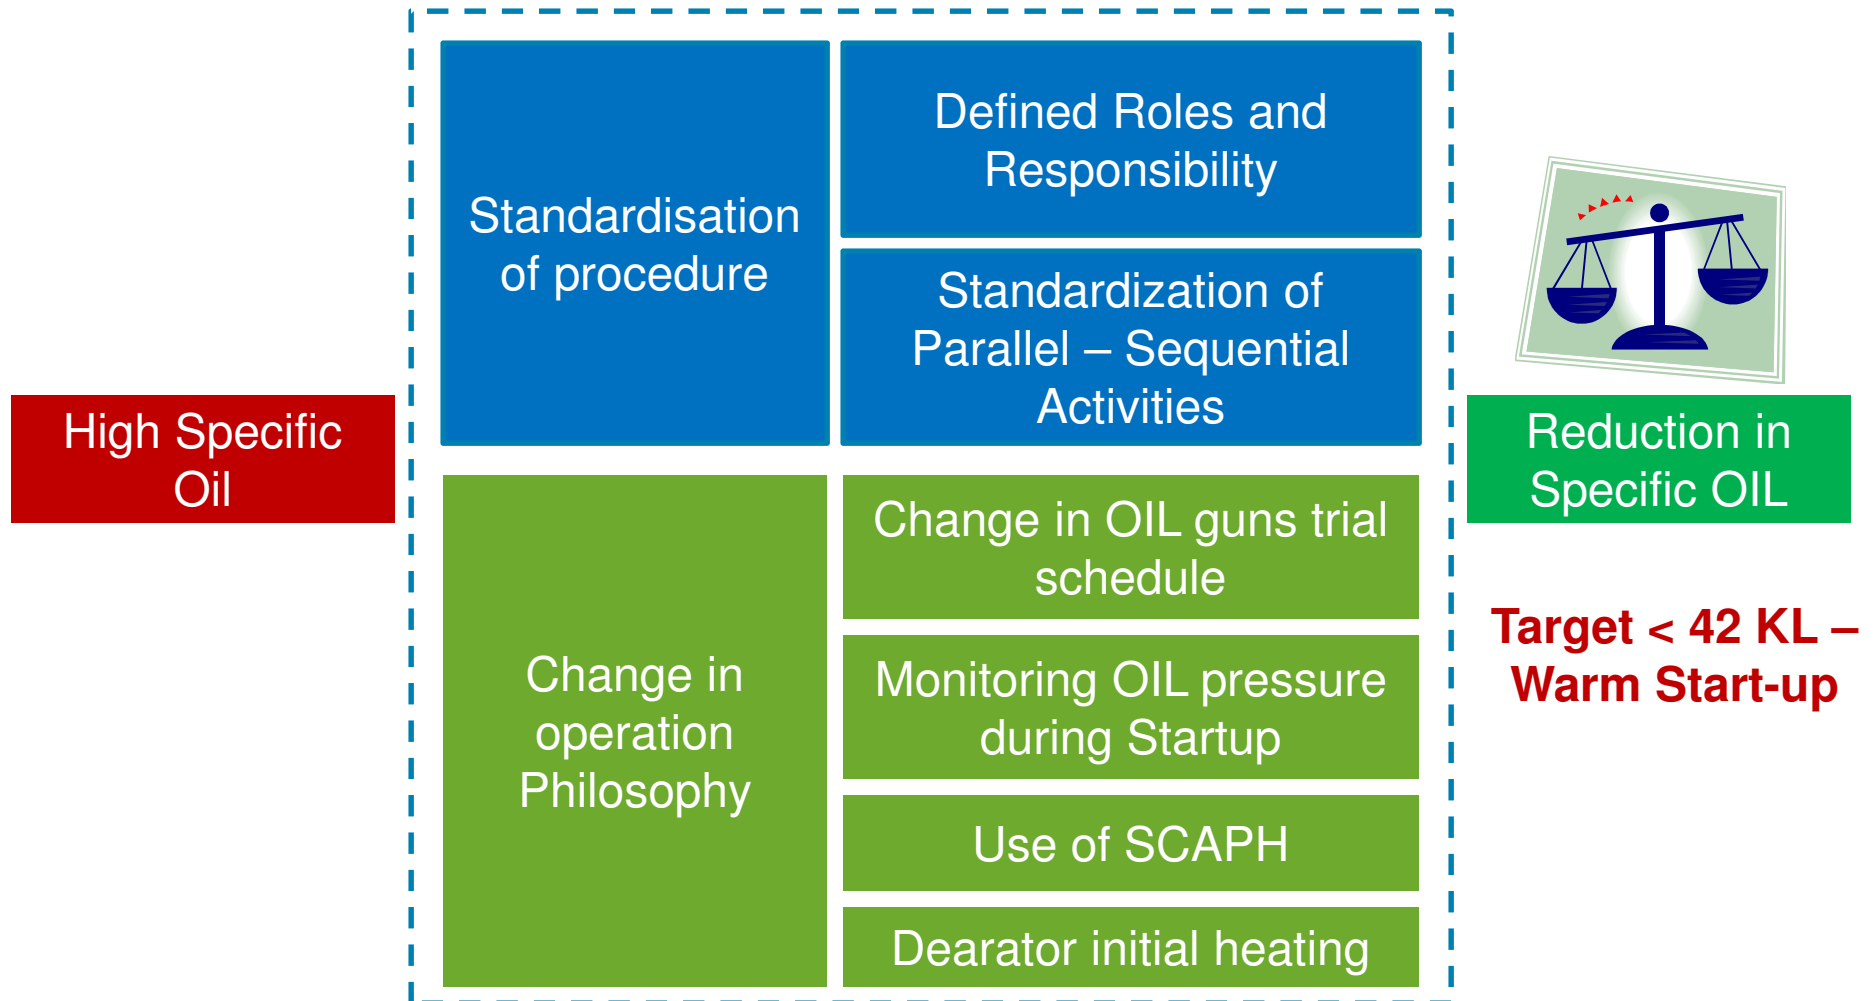 High Specific
Oil
Standardisation
of procedure
Defined Roles and
Responsibility
Standardization of
Parallel – Sequential
Activities
Change in
operation
Philosophy
Change in OIL guns trial
schedule
Monitoring OIL pressure
during Startup
Use of SCAPH
Dearator initial heating
Reduction in
Specific OIL
Target < 42 KL –
Warm Start-up